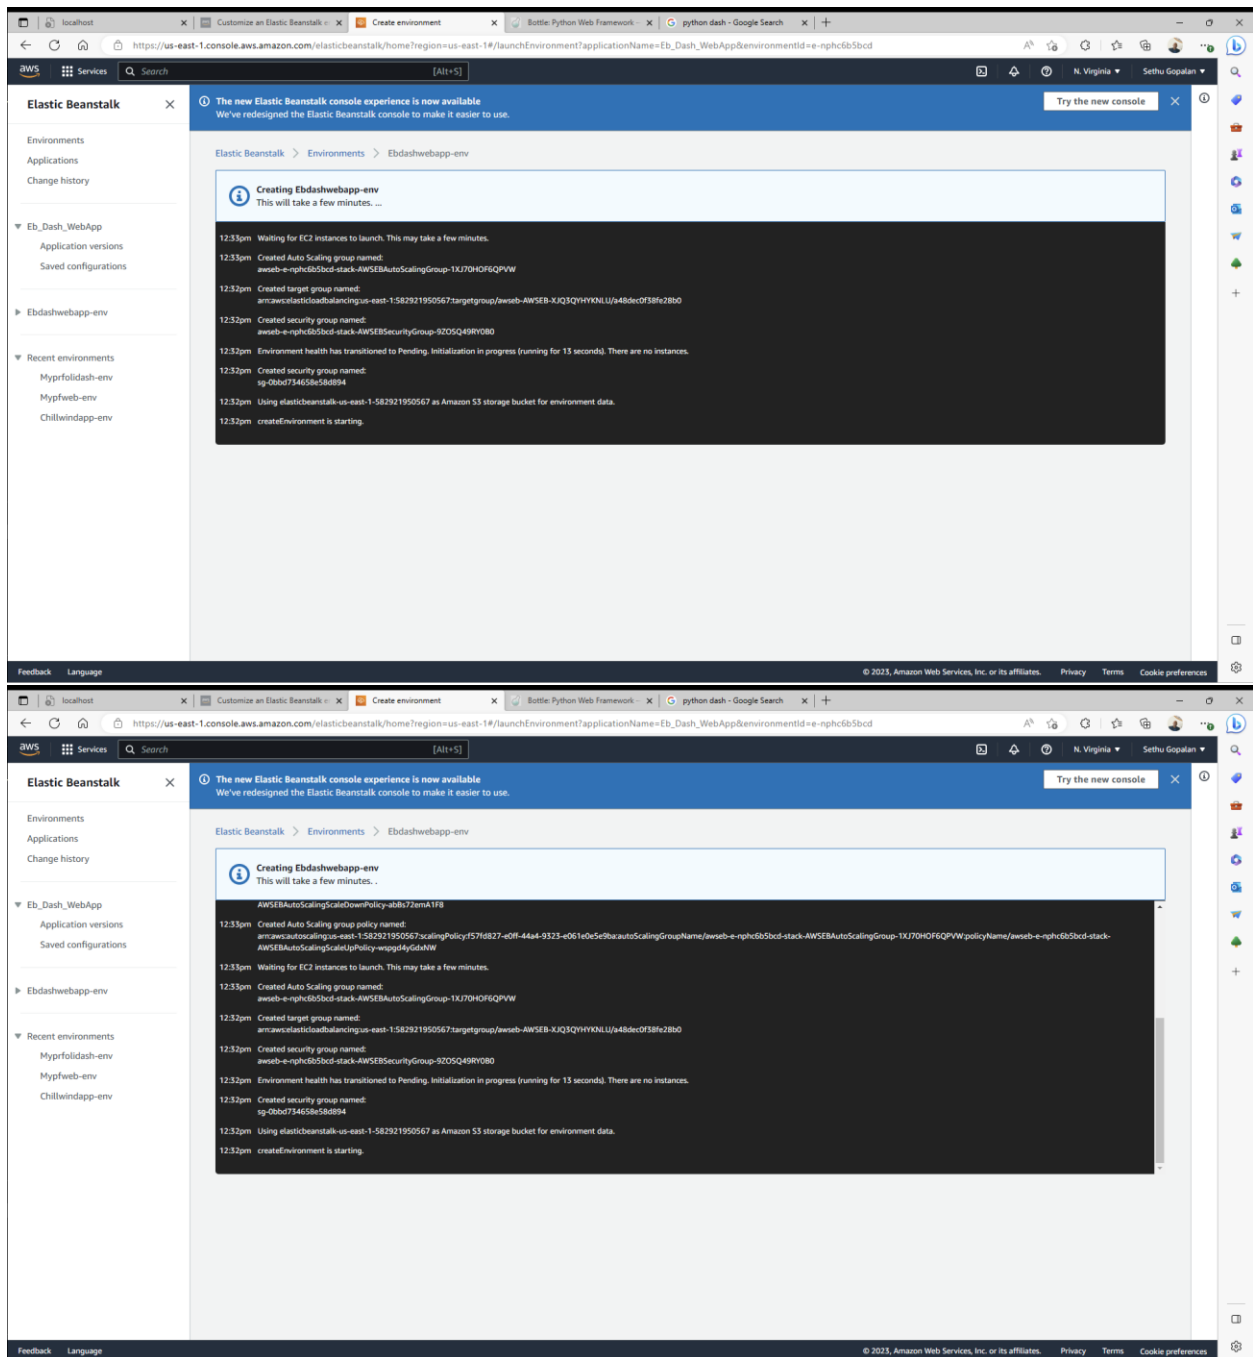 localhost
Customize an Elastic Beanstalk e
Create environment
Bottle: Python Web Framework –
python dash - Google Search
https://us-east-1.console.aws.amazon.com/elasticbeanstalk/home?region=us-east-1#/launchEnvironment?applicationName=Eb_Dash_WebApp&environmentId=e-nphc6b5bcd
aws
Services
Search
[Alt+S]
N. Virginia
Sethu Gopalan
Elastic Beanstalk
The new Elastic Beanstalk console experience is now available
We've redesigned the Elastic Beanstalk console to make it easier to use.
Try the new console
Environments
Applications
Change history
Eb_Dash_WebApp
Application versions
Saved configurations
Ebdashwebapp-env
Recent environments
Myprfolidash-env
Mypfweb-env
Chillwindapp-env
Elastic Beanstalk > Environments > Ebdashwebapp-env
Creating Ebdashwebapp-env
This will take a few minutes. ...
12:33pm Waiting for EC2 instances to launch. This may take a few minutes.
12:33pm Created Auto Scaling group named:
awseb-e-nphc6b5bcd-stack-AWSEBAutoScalingGroup-1XJ70HOF6QPVW
12:32pm Created target group named:
arn:aws:elasticloadbalancing:us-east-1:582921950567:targetgroup/awseb-AWSEB-XJQ3QYHYKNLU/a48dec0f38fe28b0
12:32pm Created security group named:
awseb-e-nphc6b5bcd-stack-AWSEBSecurityGroup-9ZOSQ49RY0B0
12:32pm Environment health has transitioned to Pending. Initialization in progress (running for 13 seconds). There are no instances.
12:32pm Created security group named:
sg-0bbd734658e58d894
12:32pm Using elasticbeanstalk-us-east-1-582921950567 as Amazon S3 storage bucket for environment data.
12:32pm createEnvironment is starting.
Feedback Language
© 2023, Amazon Web Services, Inc. or its affiliates. Privacy Terms Cookie preferences
localhost
Customize an Elastic Beanstalk e
Create environment
Bottle: Python Web Framework –
python dash - Google Search
https://us-east-1.console.aws.amazon.com/elasticbeanstalk/home?region=us-east-1#/launchEnvironment?applicationName=Eb_Dash_WebApp&environmentId=e-nphc6b5bcd
aws
Services
Search
[Alt+S]
N. Virginia
Sethu Gopalan
Elastic Beanstalk
The new Elastic Beanstalk console experience is now available
We've redesigned the Elastic Beanstalk console to make it easier to use.
Try the new console
Environments
Applications
Change history
Eb_Dash_WebApp
Application versions
Saved configurations
Ebdashwebapp-env
Recent environments
Myprfolidash-env
Mypfweb-env
Chillwindapp-env
Elastic Beanstalk > Environments > Ebdashwebapp-env
Creating Ebdashwebapp-env
This will take a few minutes. .
AWSEBAutoScalingScaleDownPolicy-abBs72emA1F8
12:33pm Created Auto Scaling group policy named:
arn:aws:autoscaling:us-east-1:582921950567:scalingPolicy:f57fd827-e0ff-44a4-9323-e061e0e5e9ba:autoScalingGroupName/awseb-e-nphc6b5bcd-stack-AWSEBAutoScalingGroup-1XJ70HOF6QPVW:policyName/awseb-e-nphc6b5bcd-stack-
AWSEBAutoScalingScaleUpPolicy-wspgd4yGdxNW
12:33pm Waiting for EC2 instances to launch. This may take a few minutes.
12:33pm Created Auto Scaling group named:
awseb-e-nphc6b5bcd-stack-AWSEBAutoScalingGroup-1XJ70HOF6QPVW
12:32pm Created target group named:
arn:aws:elasticloadbalancing:us-east-1:582921950567:targetgroup/awseb-AWSEB-XJQ3QYHYKNLU/a48dec0f38fe28b0
12:32pm Created security group named:
awseb-e-nphc6b5bcd-stack-AWSEBSecurityGroup-9ZOSQ49RY0B0
12:32pm Environment health has transitioned to Pending. Initialization in progress (running for 13 seconds). There are no instances.
12:32pm Created security group named:
sg-0bbd734658e58d894
12:32pm Using elasticbeanstalk-us-east-1-582921950567 as Amazon S3 storage bucket for environment data.
12:32pm createEnvironment is starting.
Feedback Language
© 2023, Amazon Web Services, Inc. or its affiliates. Privacy Terms Cookie preferences